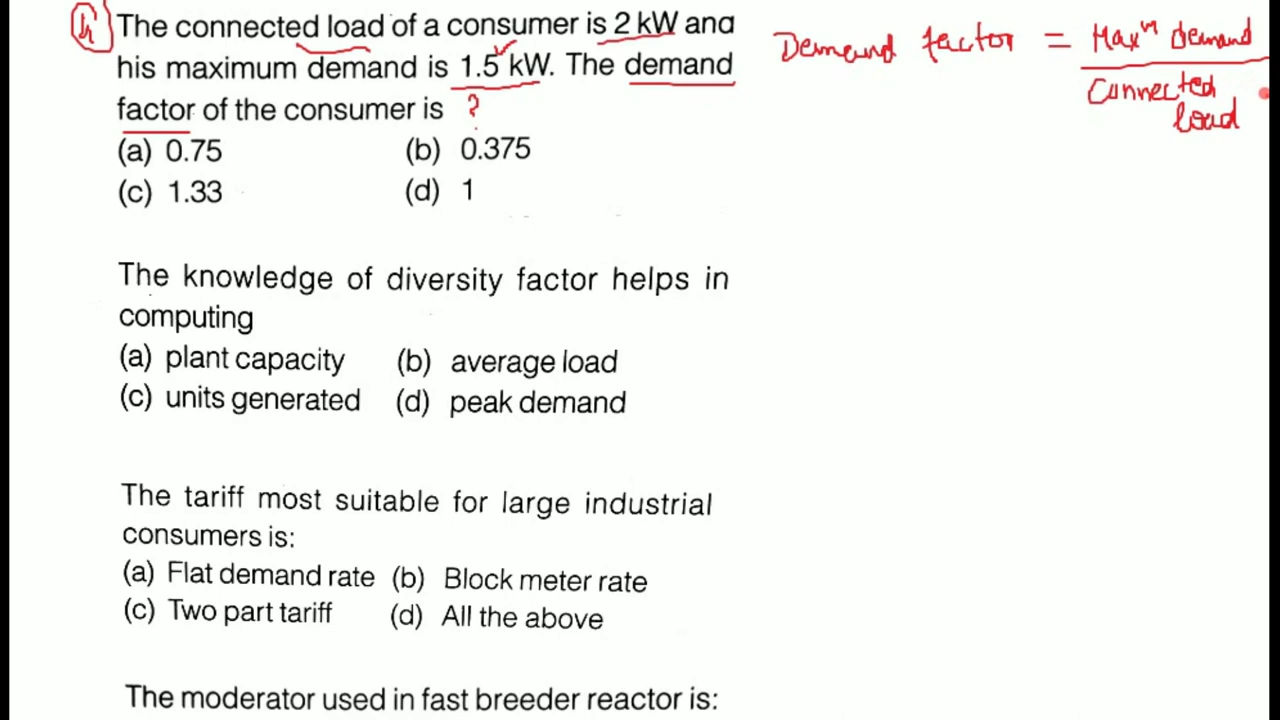 h The connected load of a consumer is 2 kW and
his maximum demand is 1.5 kW. The demand
factor of the consumer is ?
(a) 0.75 (b) 0.375
(c) 1.33 (d) 1
Demand factor = Maxm demand
Connected
load
The knowledge of diversity factor helps in
computing
(a) plant capacity (b) average load
(c) units generated (d) peak demand
The tariff most suitable for large industrial
consumers is:
(a) Flat demand rate (b) Block meter rate
(c) Two part tariff (d) All the above
The moderator used in fast breeder reactor is: